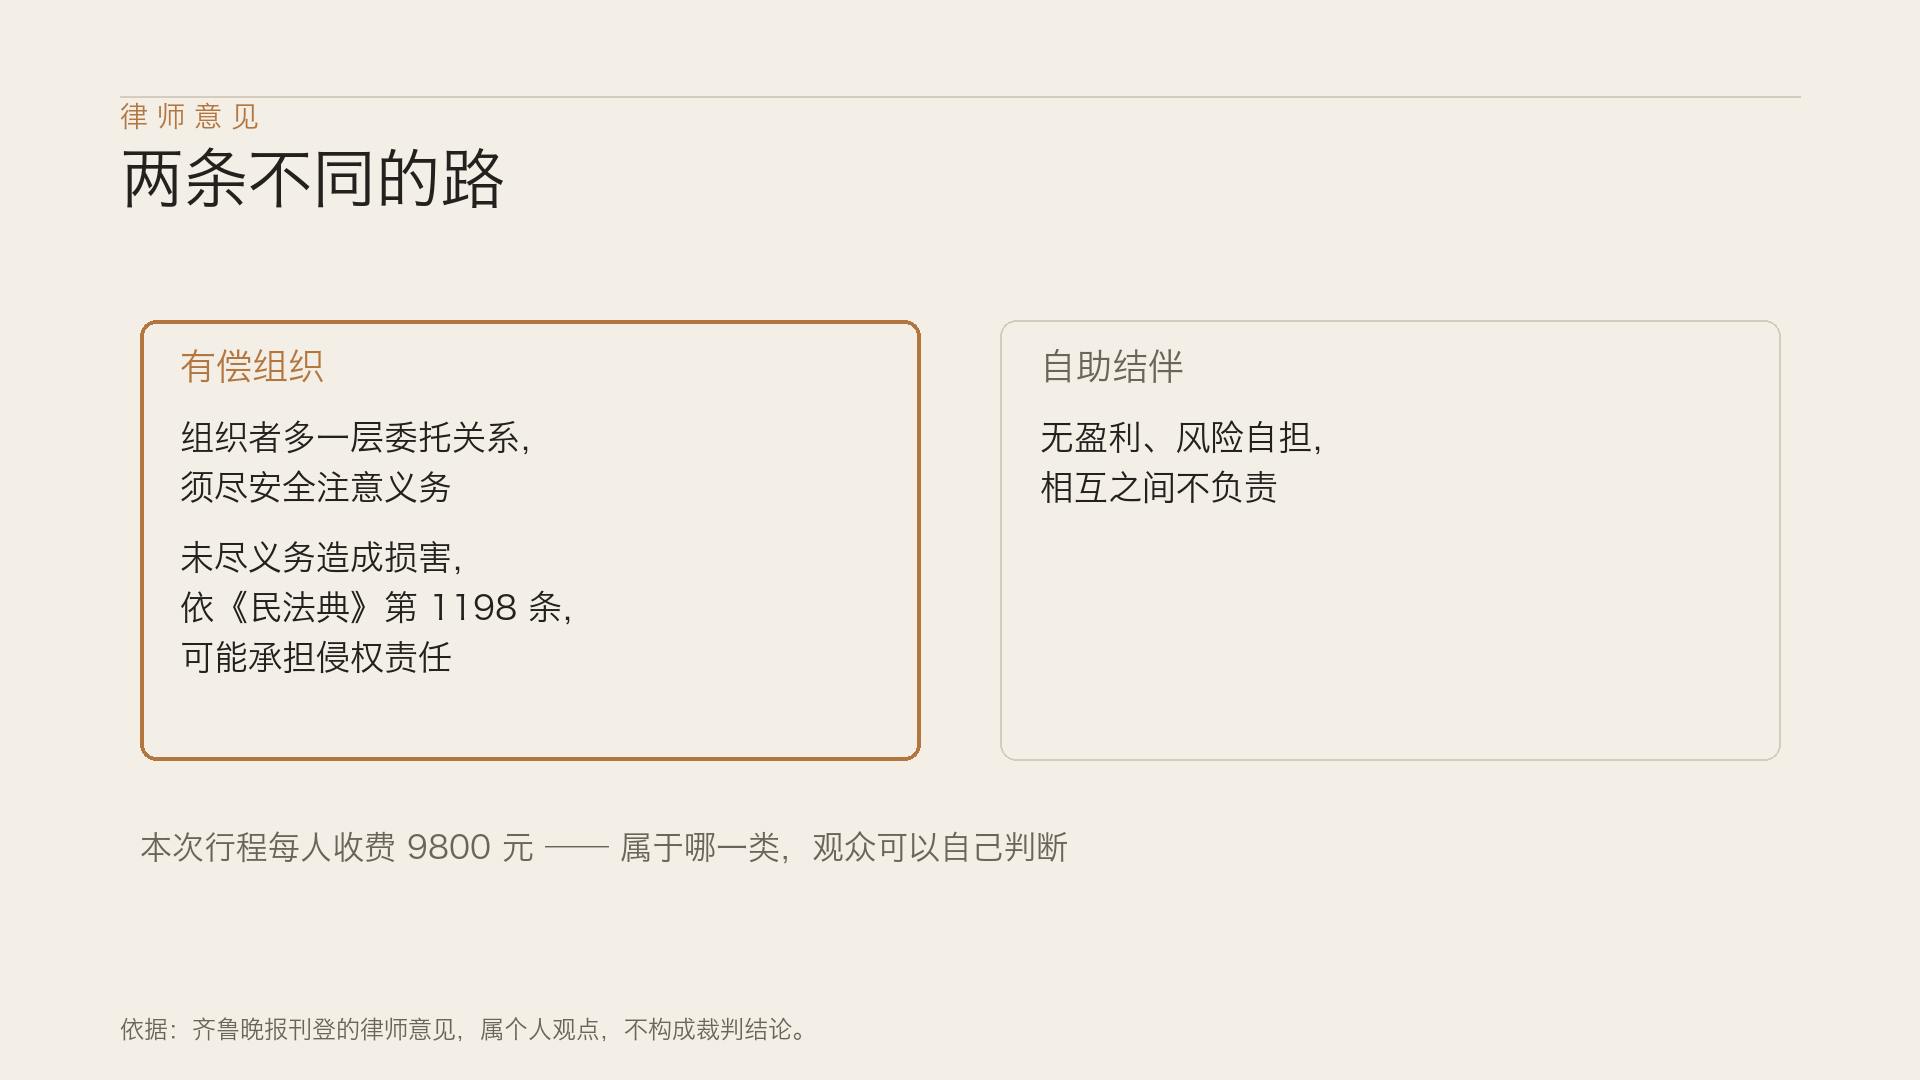 律师意见
两条不同的路
有偿组织
组织者多一层委托关系，
须尽安全注意义务
未尽义务造成损害，
依《民法典》第 1198 条，
可能承担侵权责任
自助结伴
无盈利、风险自担，
相互之间不负责
本次行程每人收费 9800 元 —— 属于哪一类，观众可以自己判断
依据：齐鲁晚报刊登的律师意见，属个人观点，不构成裁判结论。